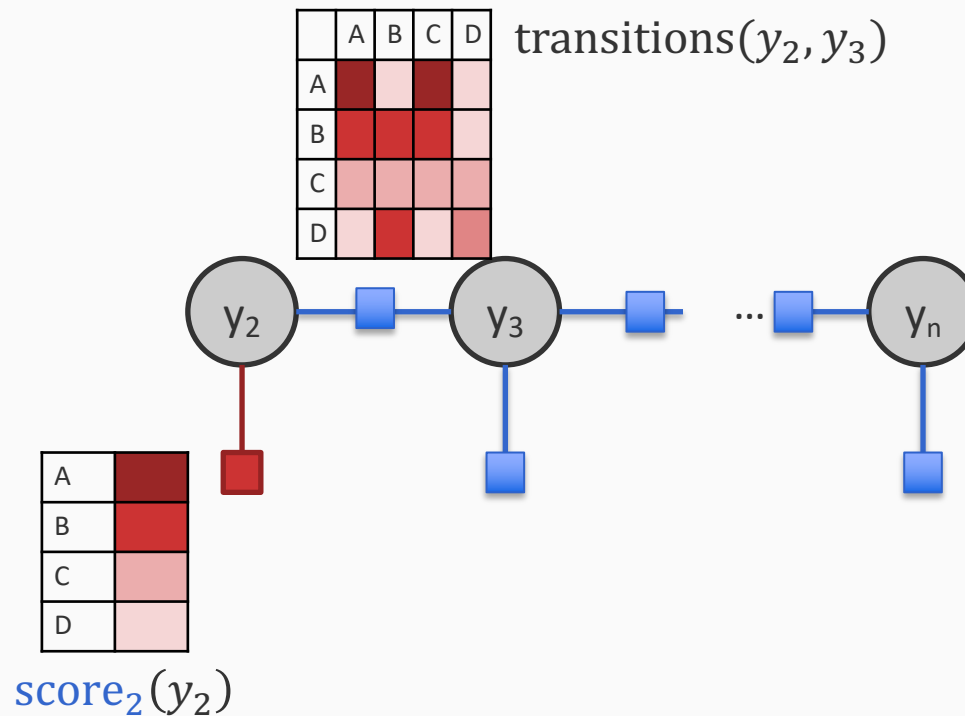 A B C D
transitions(y₂, y₃)
A
B
C
D
y₂
y₃
...
yₙ
A
B
C
D
score₂(y₂)